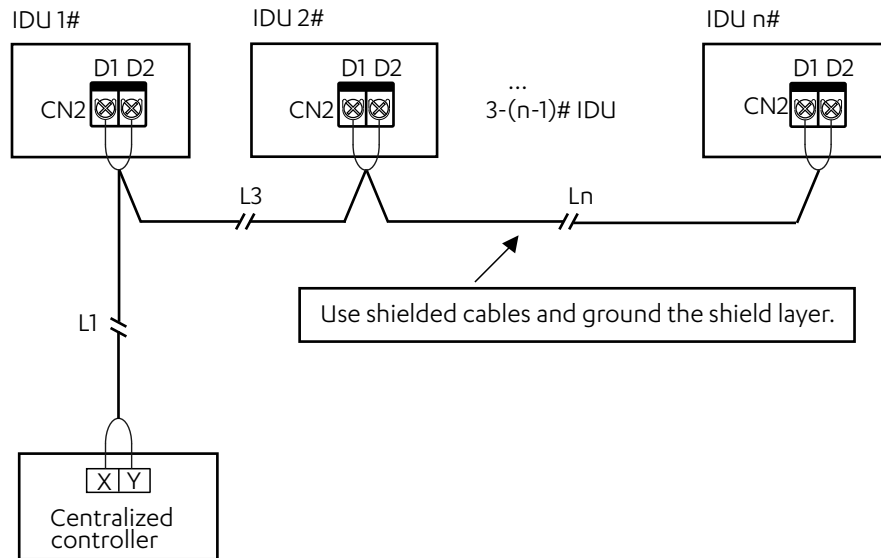 IDU 1#
IDU 2#
IDU n#
D1 D2
D1 D2
D1 D2
CN2
CN2
...
3-(n-1)# IDU
CN2
L3
Ln
Use shielded cables and ground the shield layer.
L1
X Y
Centralized
controller